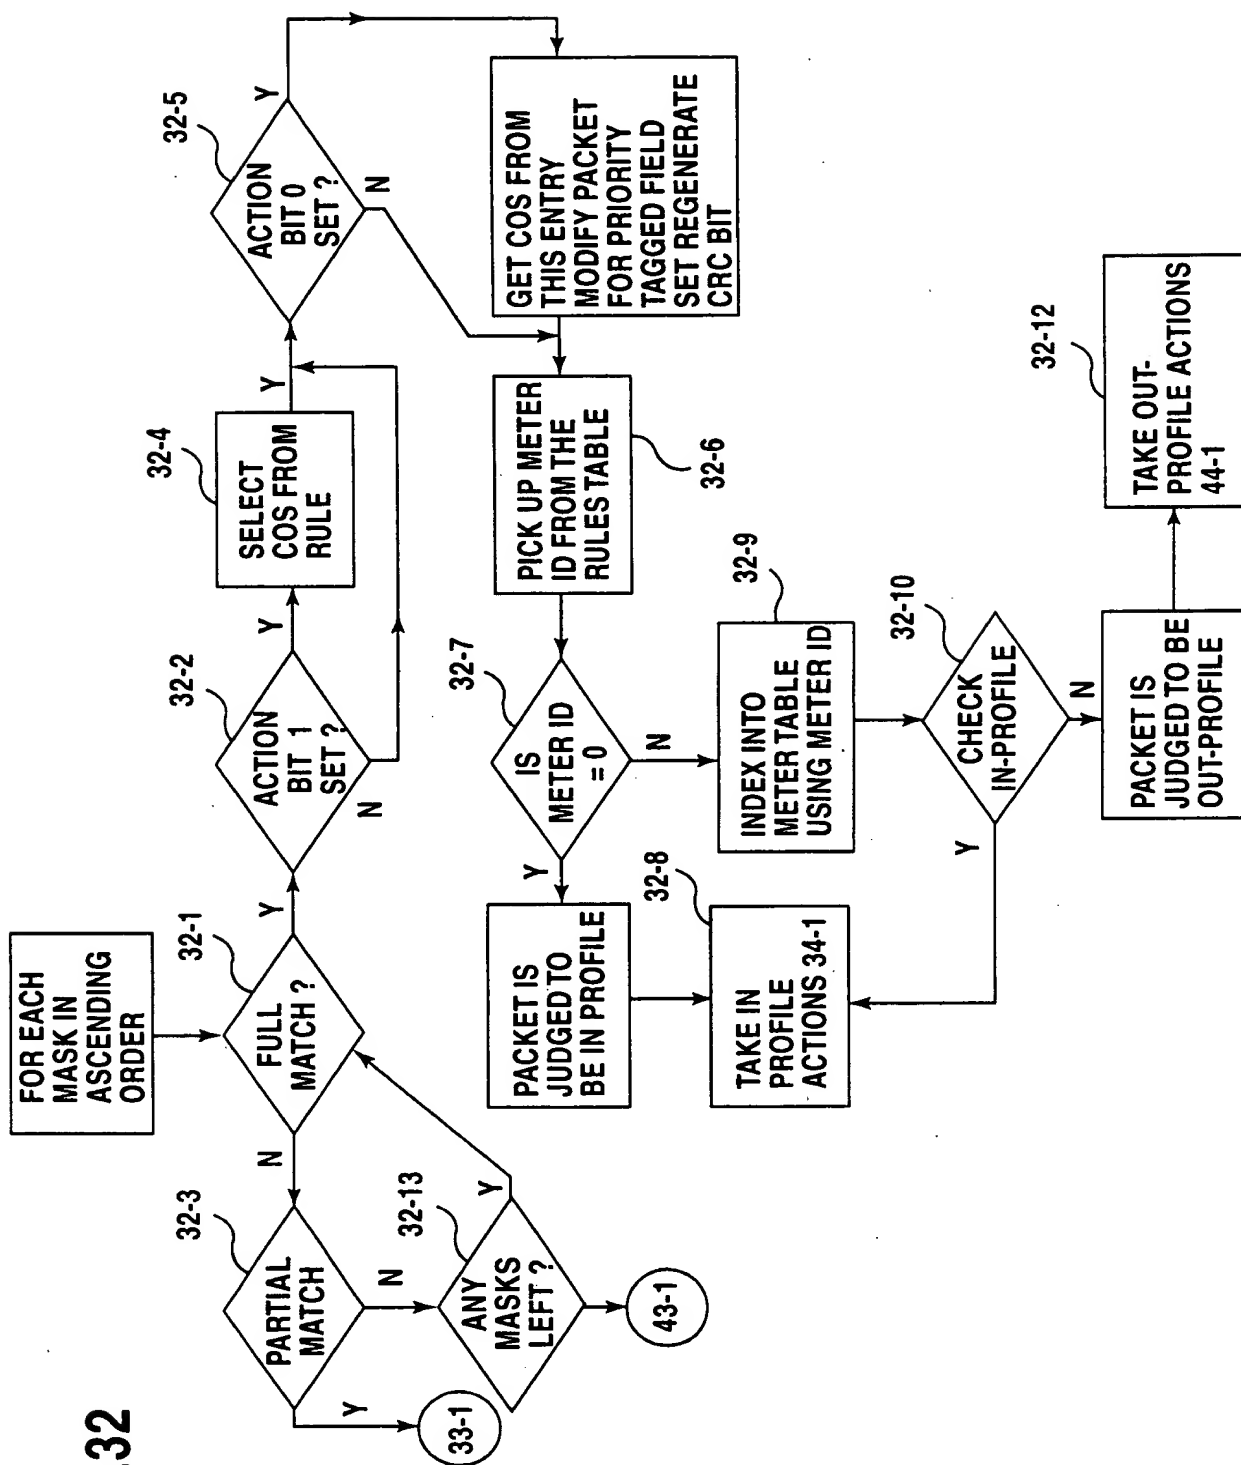 FOR EACH
MASK IN
ASCENDING
ORDER
32-3
PARTIAL
MATCH
N
32-1
FULL
MATCH ?
Y
32-2
ACTION
BIT 1
SET ?
Y
32-4
SELECT
COS FROM
RULE
Y
32-5
ACTION
BIT 0
SET ?
Y
N
N
Y
33-1
N
32-13
ANY
MASKS
LEFT ?
Y
43-1
GET COS FROM
THIS ENTRY
MODIFY PACKET
FOR PRIORITY
TAGGED FIELD
SET REGENERATE
CRC BIT
PICK UP METER
ID FROM THE
RULES TABLE
32-6
32-7
IS
METER ID
= 0
Y
N
PACKET IS
JUDGED TO
BE IN PROFILE
32-8
TAKE IN
PROFILE
ACTIONS 34-1
32-9
INDEX INTO
METER TABLE
USING METER ID
32-10
CHECK
IN-PROFILE
Y
N
PACKET IS
JUDGED TO BE
OUT-PROFILE
32-12
TAKE OUT-
PROFILE ACTIONS
44-1
32